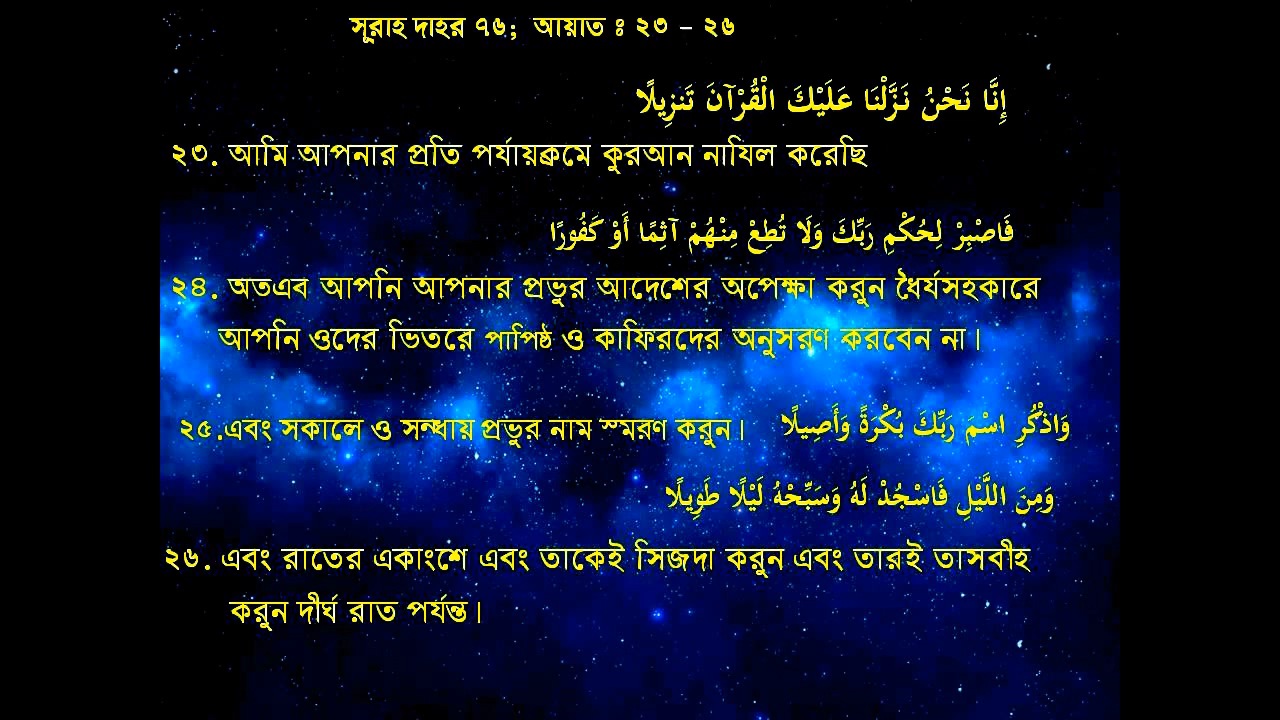 সুরাহ দাহর ৭৬; আয়াত ঃ ২৩ – ২৬
إِنَّا نَحْنُ نَزَّلْنَا عَلَيْكَ الْقُرْآنَ تَنزِيلًا
২৩. আমি আপনার প্রতি পর্যায়ক্রমে কুরআন নাযিল করেছি
فَاصْبِرْ لِحُكْمِ رَبِّكَ وَلَا تُطِعْ مِنْهُمْ آثِمًا أَوْ كَفُورًا
২৪. অতএব আপনি আপনার প্রভুর আদেশের অপেক্ষা করুন ধৈর্যসহকারে
আপনি ওদের ভিতরে পাপিষ্ঠ ও কাফিরদের অনুসরণ করবেন না।
২৫.এবং সকালে ও সন্ধায় প্রভুর নাম স্মরণ করুন। وَاذْكُرِ اسْمَ رَبِّكَ بُكْرَةً وَأَصِيلًا
وَمِنَ اللَّيْلِ فَاسْجُدْ لَهُ وَسَبِّحْهُ لَيْلًا طَوِيلًا
২৬. এবং রাতের একাংশে এবং তাকেই সিজদা করুন এবং তারই তাসবীহ
করুন দীর্ঘ রাত পর্যন্ত।